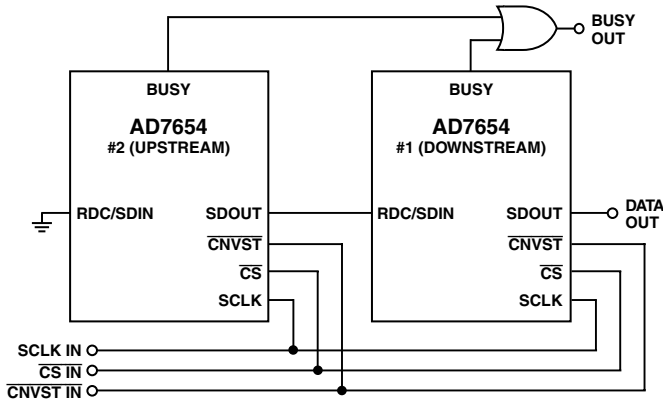 BUSY
OUT
BUSY
BUSY
AD7654
#2 (UPSTREAM)
AD7654
#1 (DOWNSTREAM)
RDC/SDIN
SDOUT
RDC/SDIN
SDOUT
DATA
OUT
CNVST
CNVST
CS
CS
SCLK
SCLK
SCLK IN
CS IN
CNVST IN